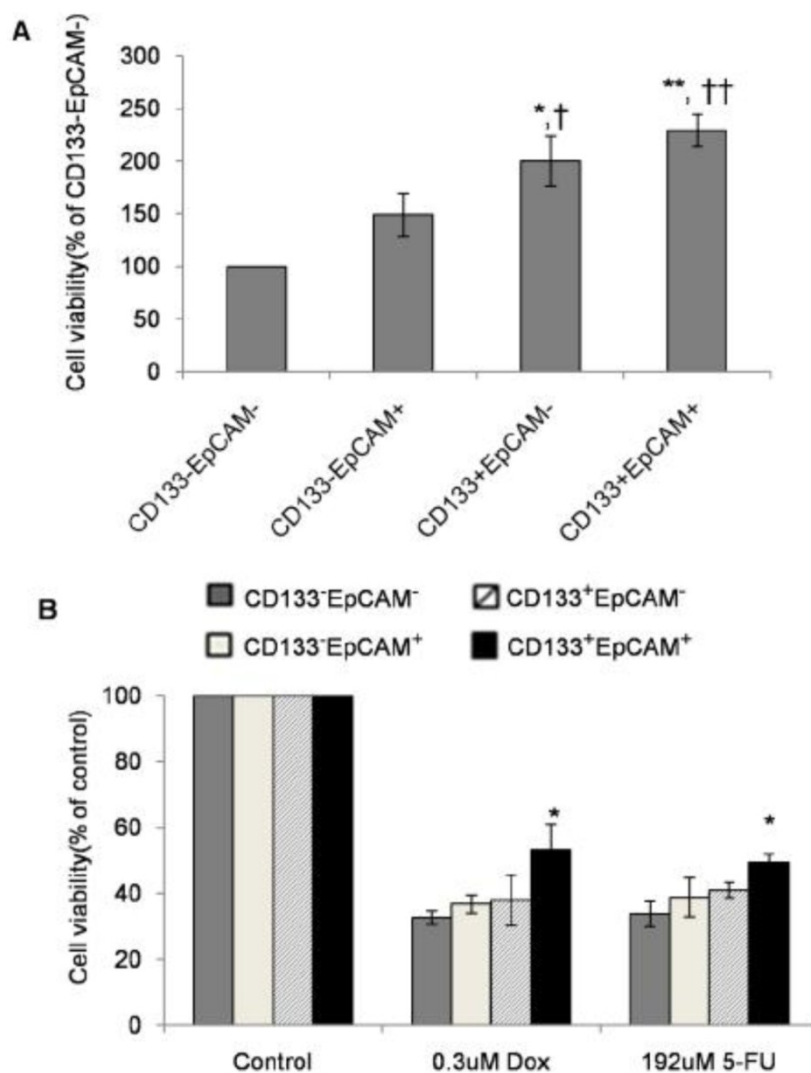 A
Cell viability(% of CD133-EpCAM-)
300
250
200
150
100
50
0
*,†
**, ††
CD133-EpCAM-
CD133-EpCAM+
CD133+EpCAM-
CD133+EpCAM+
B
CD133⁻EpCAM⁻
CD133⁺EpCAM⁻
CD133⁻EpCAM⁺
CD133⁺EpCAM⁺
Cell viability(% of control)
100
80
60
40
20
0
*
*
Control
0.3uM Dox
192uM 5-FU